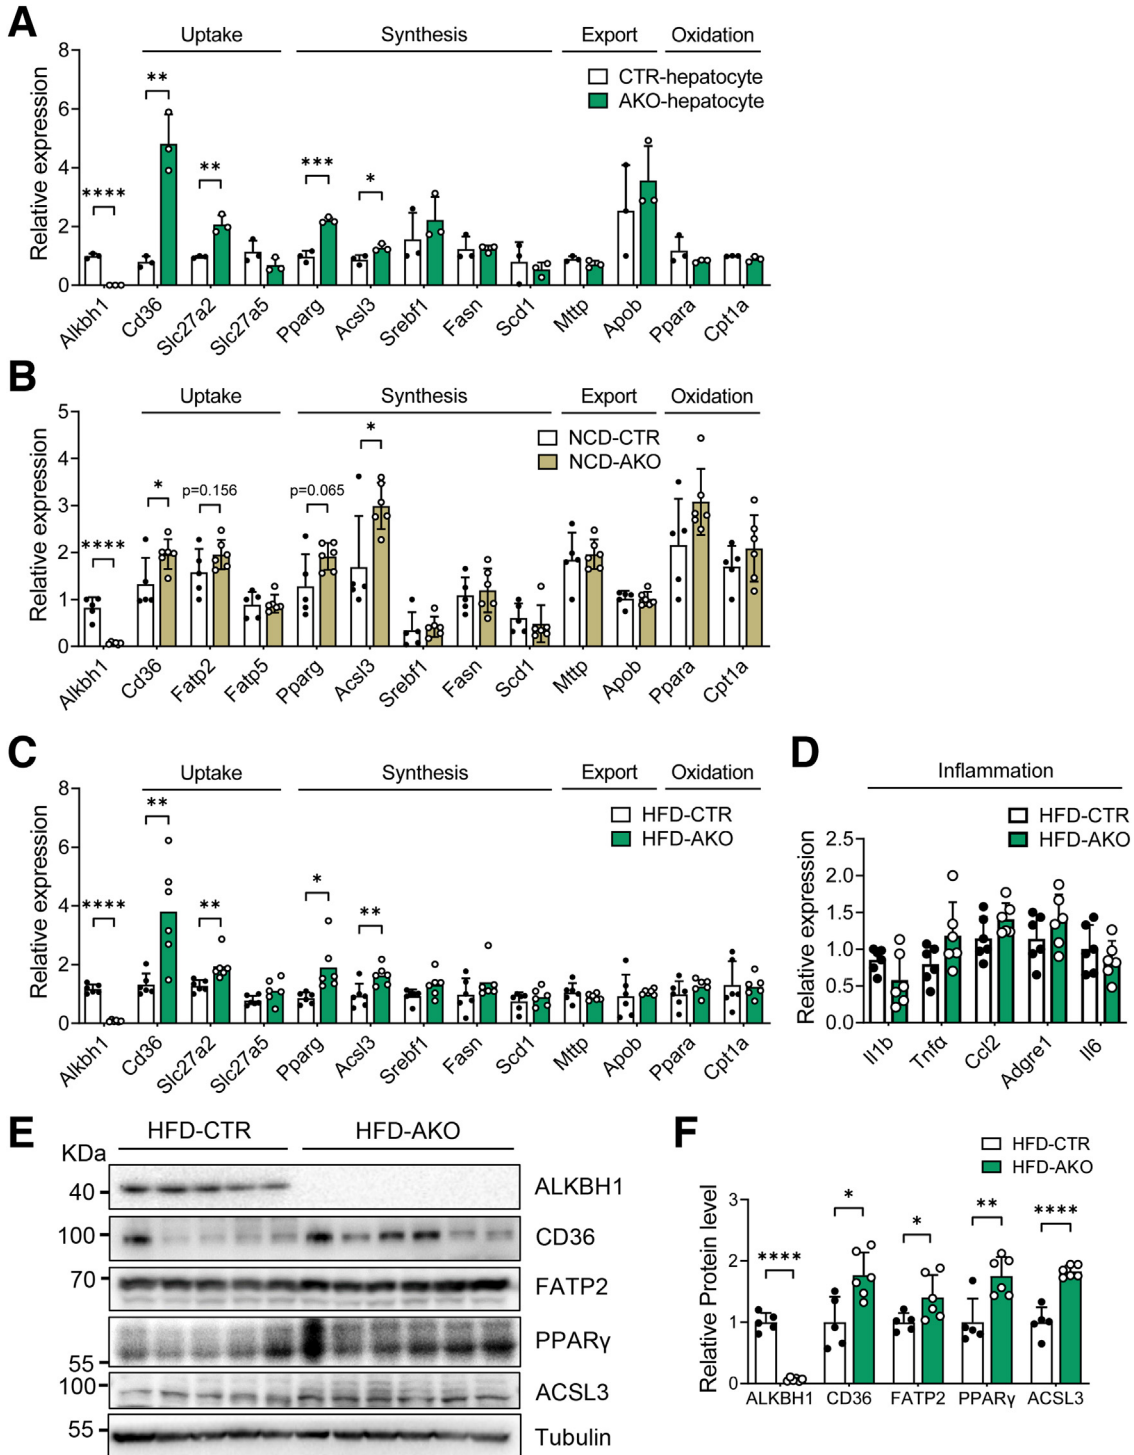 A
Uptake Synthesis Export Oxidation
CTR-hepatocyte
AKO-hepatocyte
Relative expression
8
6
4
2
0
**** ** ** *** *
Alkbh1 Cd36 Slc27a2 Slc27a5 Pparg Acsl3 Srebf1 Fasn Scd1 Mttp Apob Ppara Cpt1a
B
Uptake Synthesis Export Oxidation
NCD-CTR
NCD-AKO
Relative expression
5
4
3
2
1
0
**** * p=0.156 p=0.065 *
Alkbh1 Cd36 Fatp2 Fatp5 Pparg Acsl3 Srebf1 Fasn Scd1 Mttp Apob Ppara Cpt1a
C
Uptake Synthesis Export Oxidation
HFD-CTR
HFD-AKO
Relative expression
8
6
4
2
0
**** ** ** * **
Alkbh1 Cd36 Slc27a2 Slc27a5 Pparg Acsl3 Srebf1 Fasn Scd1 Mttp Apob Ppara Cpt1a
D
Inflammation
HFD-CTR
HFD-AKO
Relative expression
2.5
2.0
1.5
1.0
0.5
0.0
Il1b Tnfα Ccl2 Adgre1 Il6
E
HFD-CTR HFD-AKO
KDa
40 ALKBH1
100 CD36
70 FATP2
55 PPARγ
100 ACSL3
55 Tubulin
F
HFD-CTR
HFD-AKO
Relative Protein level
3
2
1
0
**** * * ** ****
ALKBH1 CD36 FATP2 PPARγ ACSL3